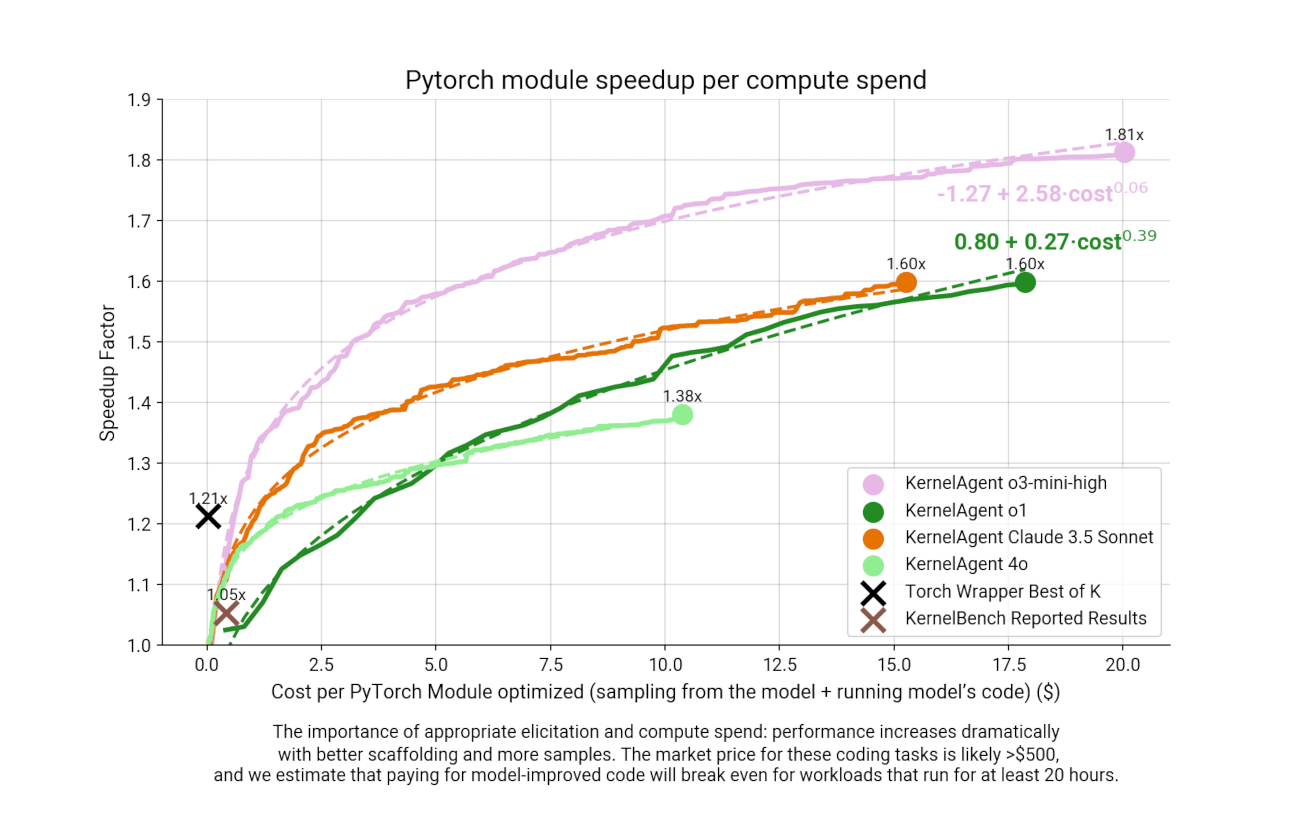 Pytorch module speedup per compute spend
1.9
1.8
1.7
1.6
1.5
1.4
1.3
1.2
1.1
1.0
Speedup Factor
1.81x
-1.27 + 2.58·cost^0.06
0.80 + 0.27·cost^0.39
1.60x
1.60x
1.38x
1.21x
1.05x
KernelAgent o3-mini-high
KernelAgent o1
KernelAgent Claude 3.5 Sonnet
KernelAgent 4o
Torch Wrapper Best of K
KernelBench Reported Results
0.0 2.5 5.0 7.5 10.0 12.5 15.0 17.5 20.0
Cost per PyTorch Module optimized (sampling from the model + running model's code) ($)
The importance of appropriate elicitation and compute spend: performance increases dramatically
with better scaffolding and more samples. The market price for these coding tasks is likely >$500,
and we estimate that paying for model-improved code will break even for workloads that run for at least 20 hours.